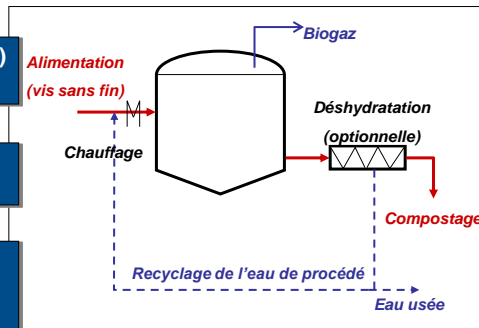 )
Biogaz
Alimentation
(vis sans fin)
Déshydratation
(optionnelle)
Chauffage
Compostage
Recyclage de l'eau de procédé
Eau usée